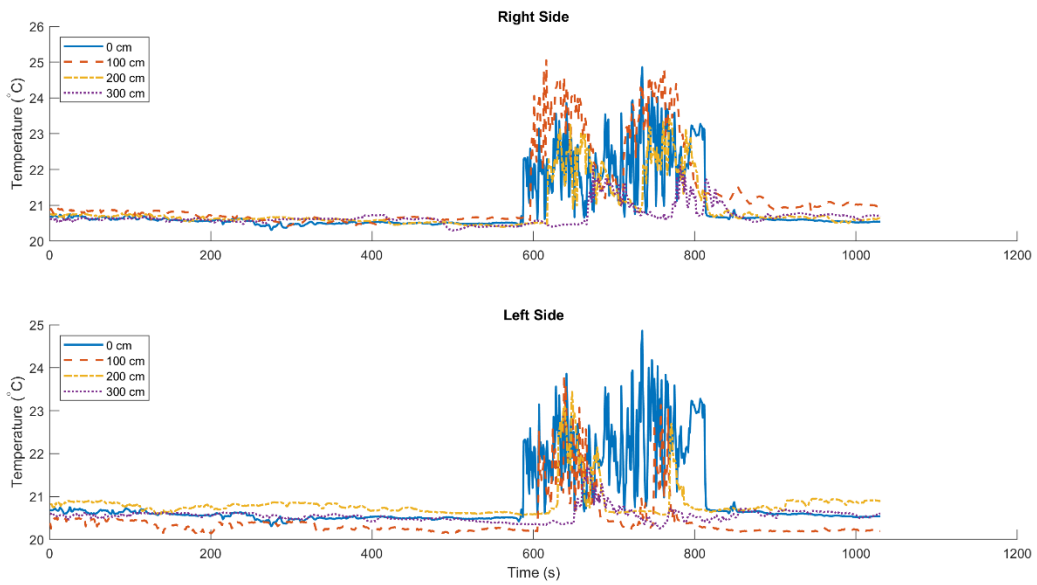 Right Side
26
25
24
23
22
21
20
Temperature (°C)
0 cm
100 cm
200 cm
300 cm
0 200 400 600 800 1000 1200
Left Side
25
24
23
22
21
20
Temperature (°C)
0 cm
100 cm
200 cm
300 cm
0 200 400 600 800 1000 1200
Time (s)